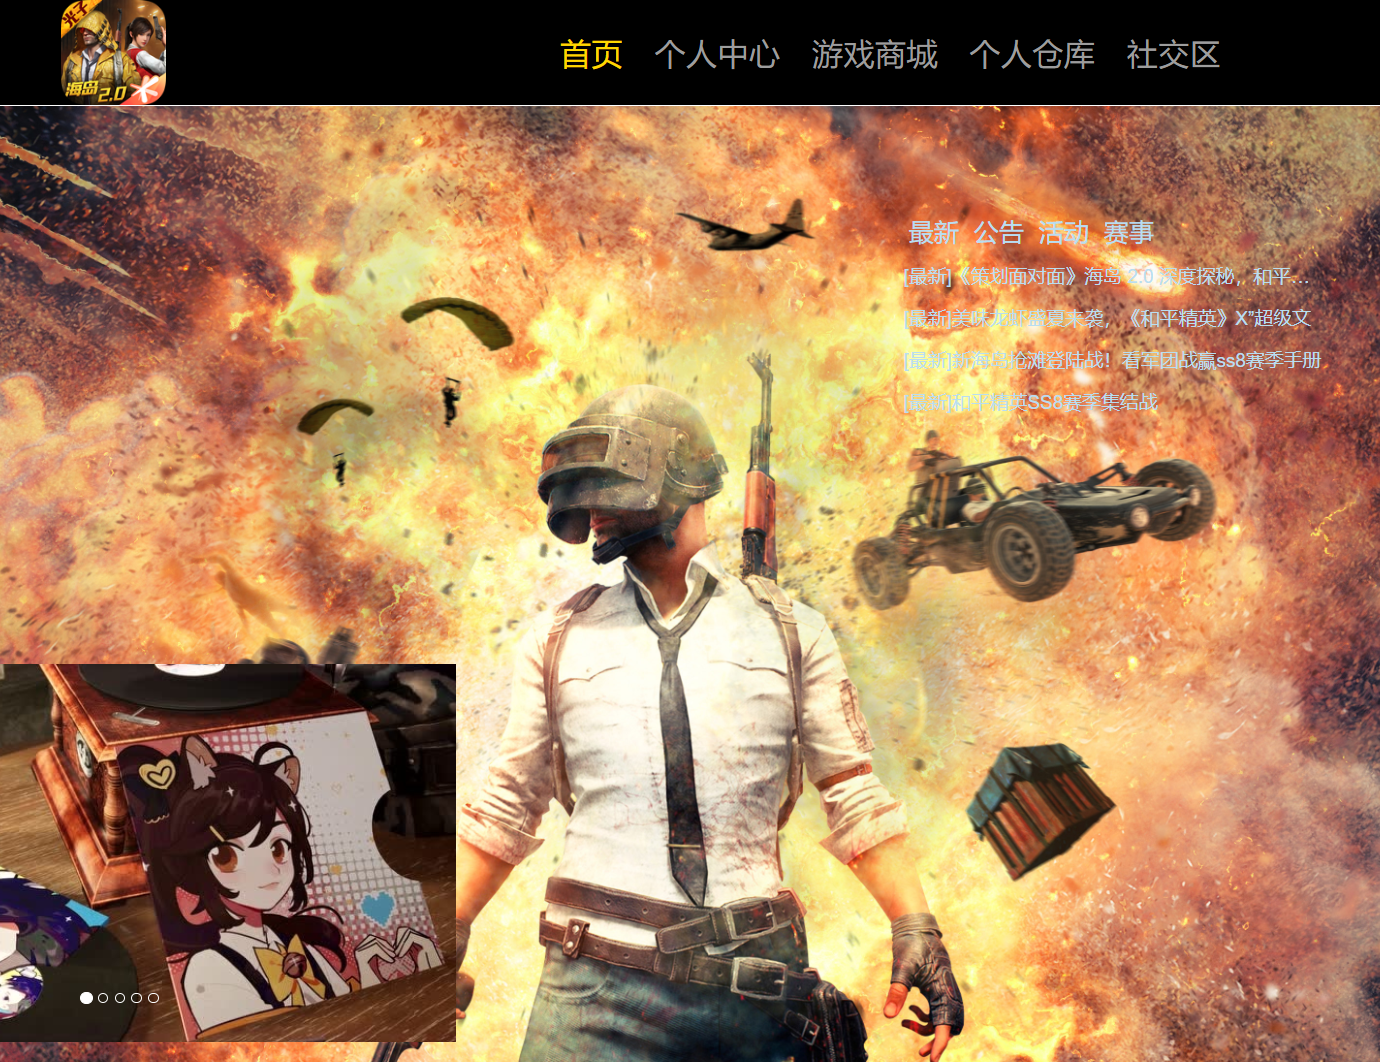 光子
海岛2.0
首页 个人中心 游戏商城 个人仓库 社交区
最新 公告 活动 赛事
[最新]《策划面对面》海岛 2.0 深度探秘，和平…
[最新]美味龙虾盛夏来袭，《和平精英》X”超级文
[最新]新海岛抢滩登陆战！看军团战赢ss8赛季手册
[最新]和平精英SS8赛季集结战